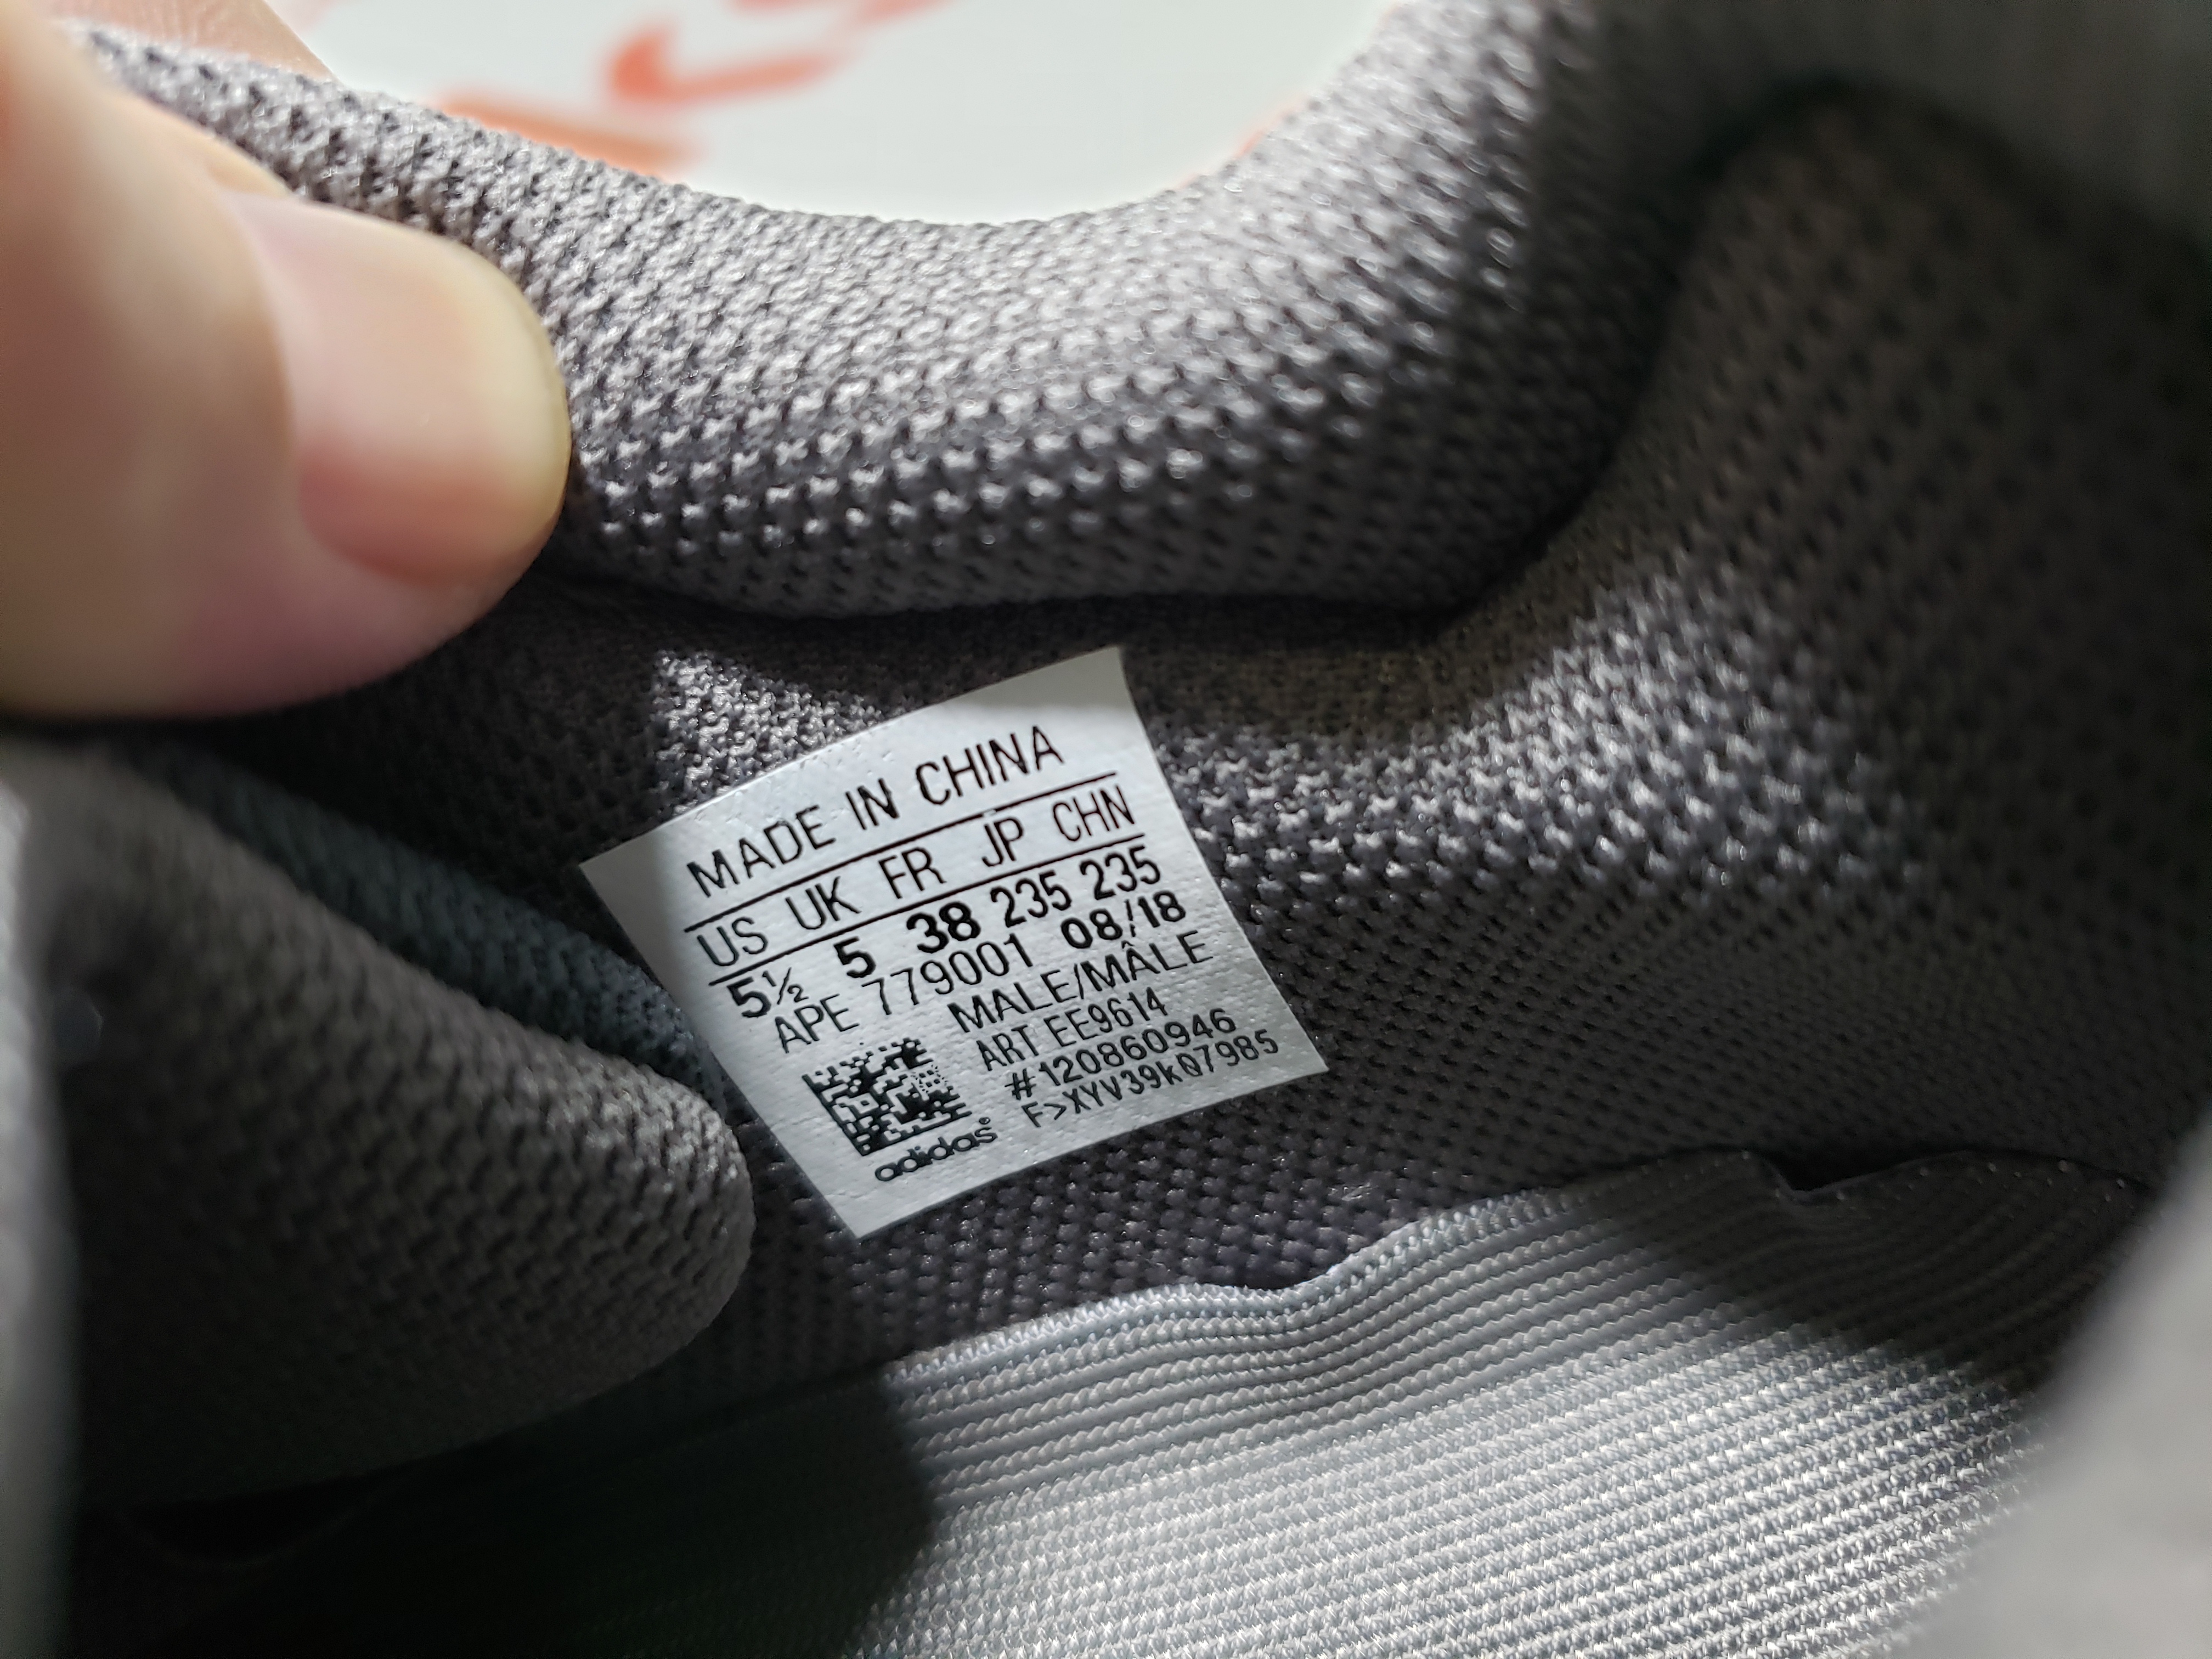 MADE IN CHINA
US UK FR JP CHN
5½ 5 38 235 235
APE 779001 08/18
MALE/MÂLE
ART EE9614
#120860946
F>XYV39KQ7985
adidas®